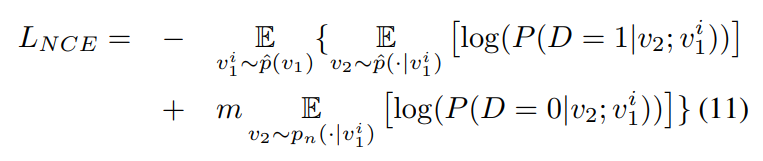 L_{NCE} = − 𝔼_{v_1^i∼p̂(v_1)} { 𝔼_{v_2∼p̂(·|v_1^i)} [log(P(D = 1|v_2; v_1^i))]
+ m 𝔼_{v_2∼p_n(·|v_1^i)} [log(P(D = 0|v_2; v_1^i))]} (11)